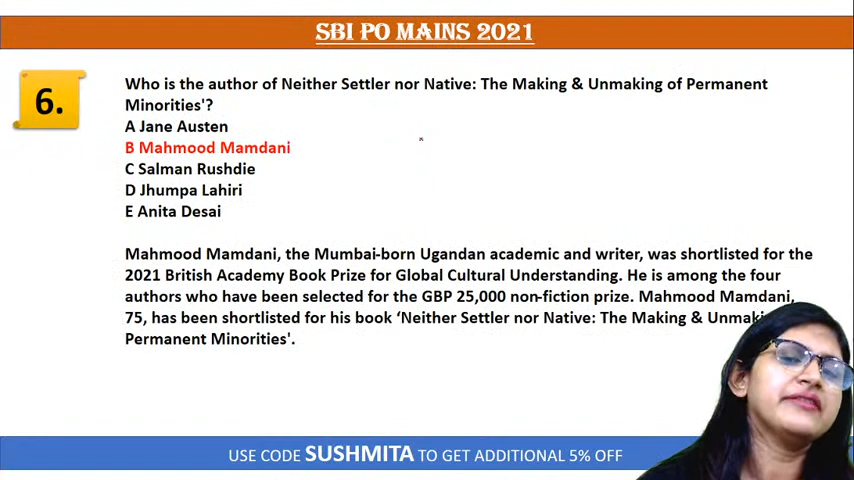 SBI PO MAINS 2021
6.
Who is the author of Neither Settler nor Native: The Making & Unmaking of Permanent
Minorities'?
A Jane Austen
B Mahmood Mamdani
C Salman Rushdie
D Jhumpa Lahiri
E Anita Desai
Mahmood Mamdani, the Mumbai-born Ugandan academic and writer, was shortlisted for the
2021 British Academy Book Prize for Global Cultural Understanding. He is among the four
authors who have been selected for the GBP 25,000 non-fiction prize. Mahmood Mamdani,
75, has been shortlisted for his book ‘Neither Settler nor Native: The Making &
Permanent Minorities'.
USE CODE SUSHMITA TO GET ADDITIONAL 5% OFF